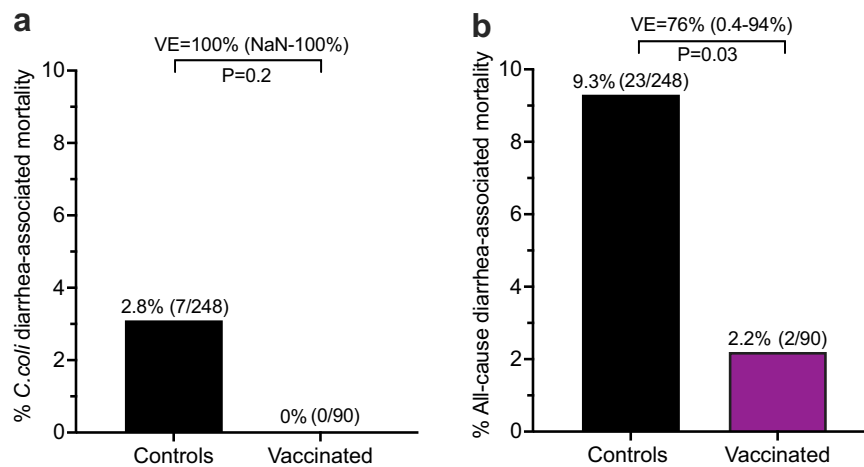 a
VE=100% (NaN-100%)
P=0.2
% C.coli diarrhea-associated mortality
10
8
6
4
2
0
2.8% (7/248)
0% (0/90)
Controls
Vaccinated
b
VE=76% (0.4-94%)
P=0.03
% All-cause diarrhea-associated mortality
10
8
6
4
2
0
9.3% (23/248)
2.2% (2/90)
Controls
Vaccinated